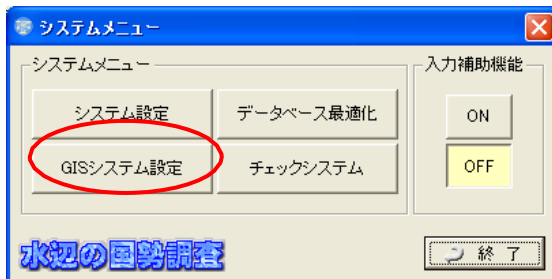 システムメニュー
システムメニュー
入力補助機能
システム設定
データベース最適化
ON
GISシステム設定
チェックシステム
OFF
水辺の国勢調査
終了